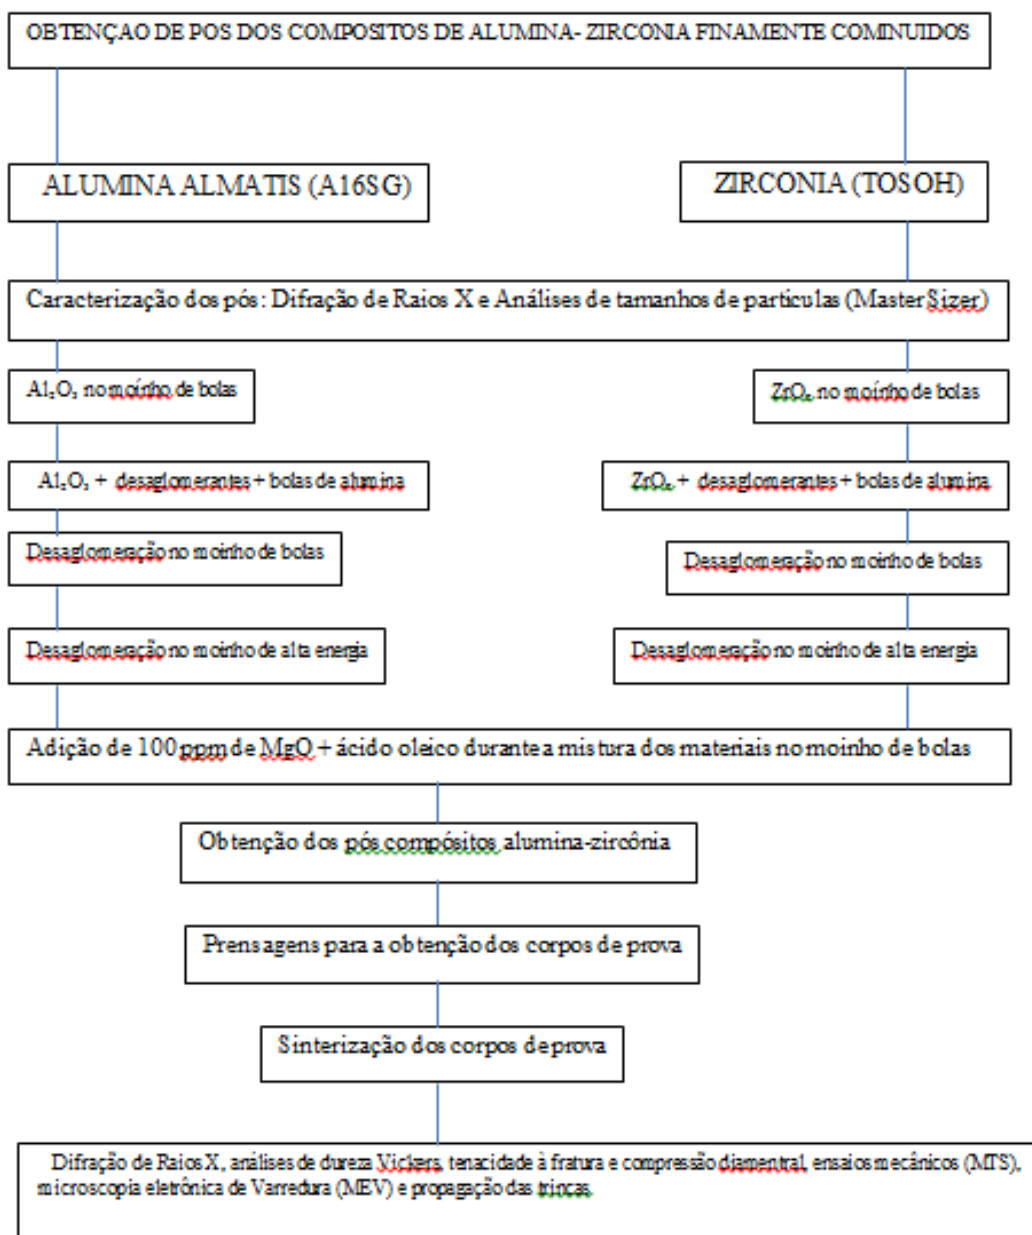 OBTENÇAO DE POS DOS COMPOSITOS DE ALUMINA- ZIRCONIA FINAMENTE COMINUIDOS
ALUMINA ALMATIS (A16SG)
ZIRCONIA (TOSOH)
Caracterização dos pós: Difração de Raios X e Análises de tamanhos de partículas (Master Sizer)
Al₂O₃ no moínho de bolas
ZrO₂ no moínho de bolas
Al₂O₃ + desaglomerantes + bolas de alumina
ZrO₂ + desaglomerantes + bolas de alumina
Desaglomeração no moinho de bolas
Desaglomeração no moinho de bolas
Desaglomeração no moinho de alta energia
Desaglomeração no moinho de alta energia
Adição de 100 ppm de MgO + ácido oleico durante a mistura dos materiais no moinho de bolas
Obtenção dos pós compósitos alumina-zircônia
Prensagens para a obtenção dos corpos de prova
Sinterização dos corpos de prova
Difração de Raios X, análises de dureza Vickers, tenacidade à fratura e compressão diamentral, ensaios mecânicos (MTS),
microscopia eletrônica de Varredura (MEV) e propagação das trincas.